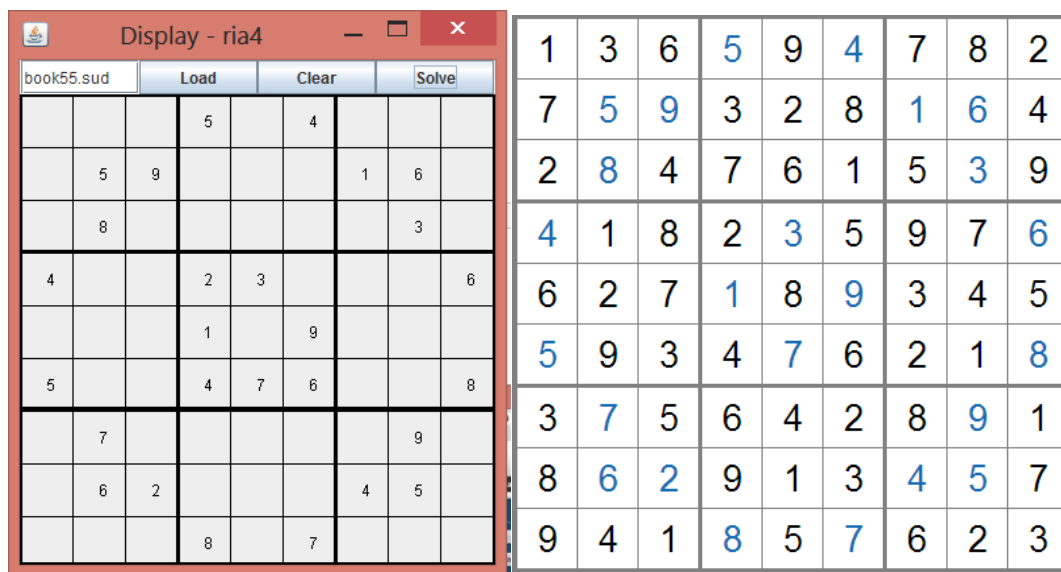 Display - ria4
book55.sud Load Clear Solve
5 4
5 9 1 6
8 3
4 2 3 6
1 9
5 4 7 6 8
7 9
6 2 4 5
8 7
1 3 6 5 9 4 7 8 2
7 5 9 3 2 8 1 6 4
2 8 4 7 6 1 5 3 9
4 1 8 2 3 5 9 7 6
6 2 7 1 8 9 3 4 5
5 9 3 4 7 6 2 1 8
3 7 5 6 4 2 8 9 1
8 6 2 9 1 3 4 5 7
9 4 1 8 5 7 6 2 3